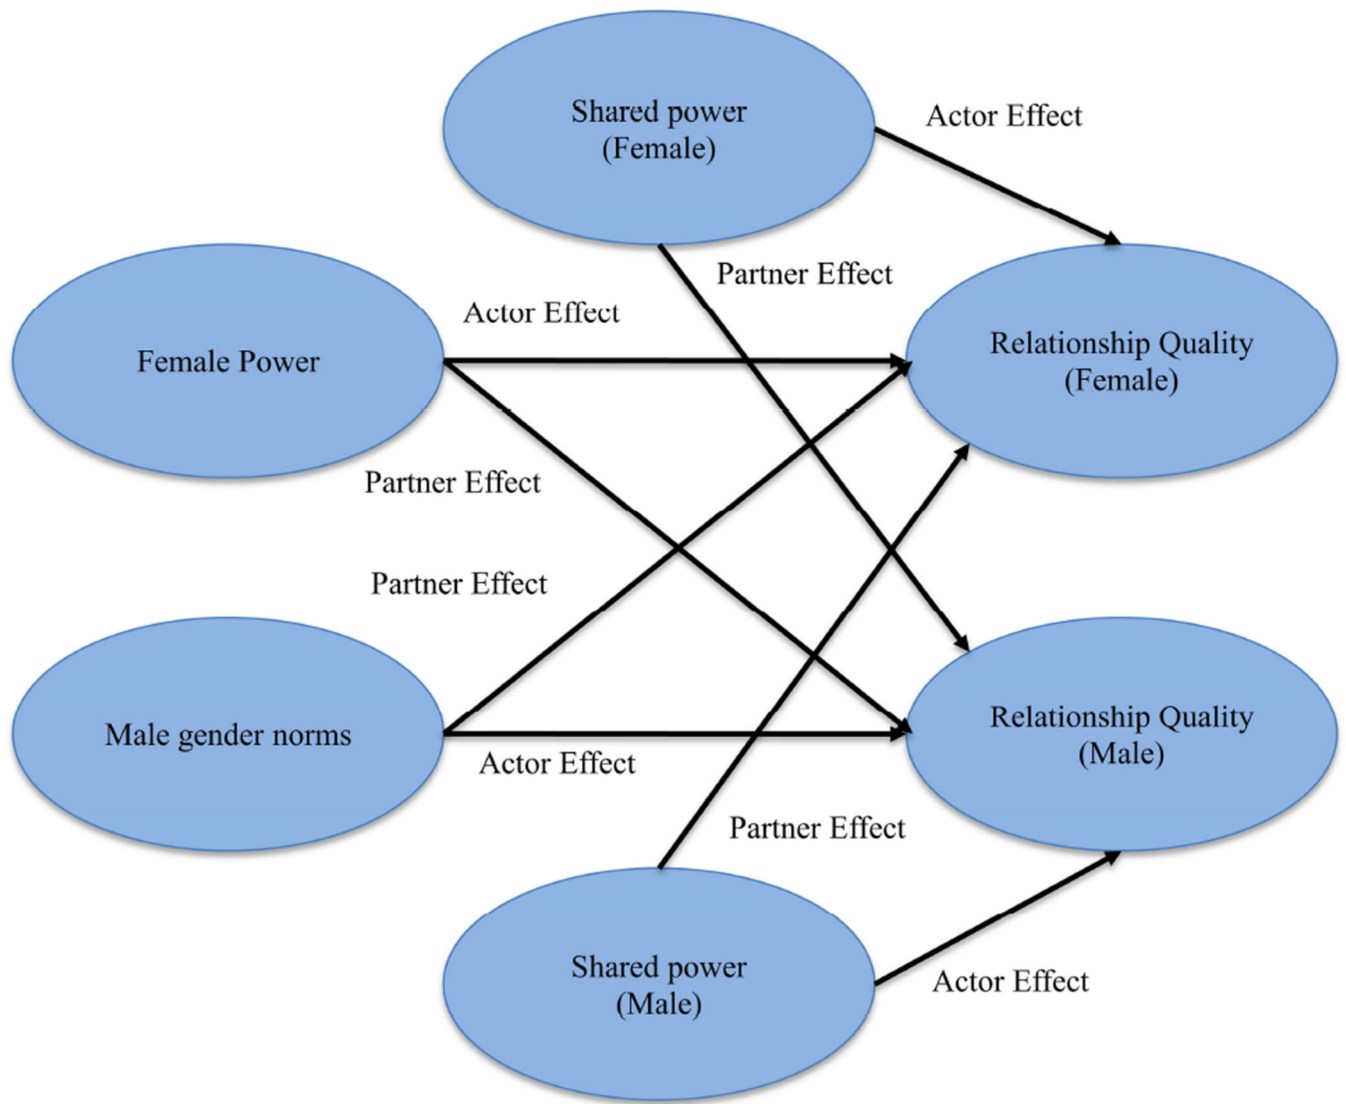 Shared power
(Female)
Actor Effect
Partner Effect
Actor Effect
Female Power
Relationship Quality
(Female)
Partner Effect
Partner Effect
Male gender norms
Relationship Quality
(Male)
Actor Effect
Partner Effect
Shared power
(Male)
Actor Effect